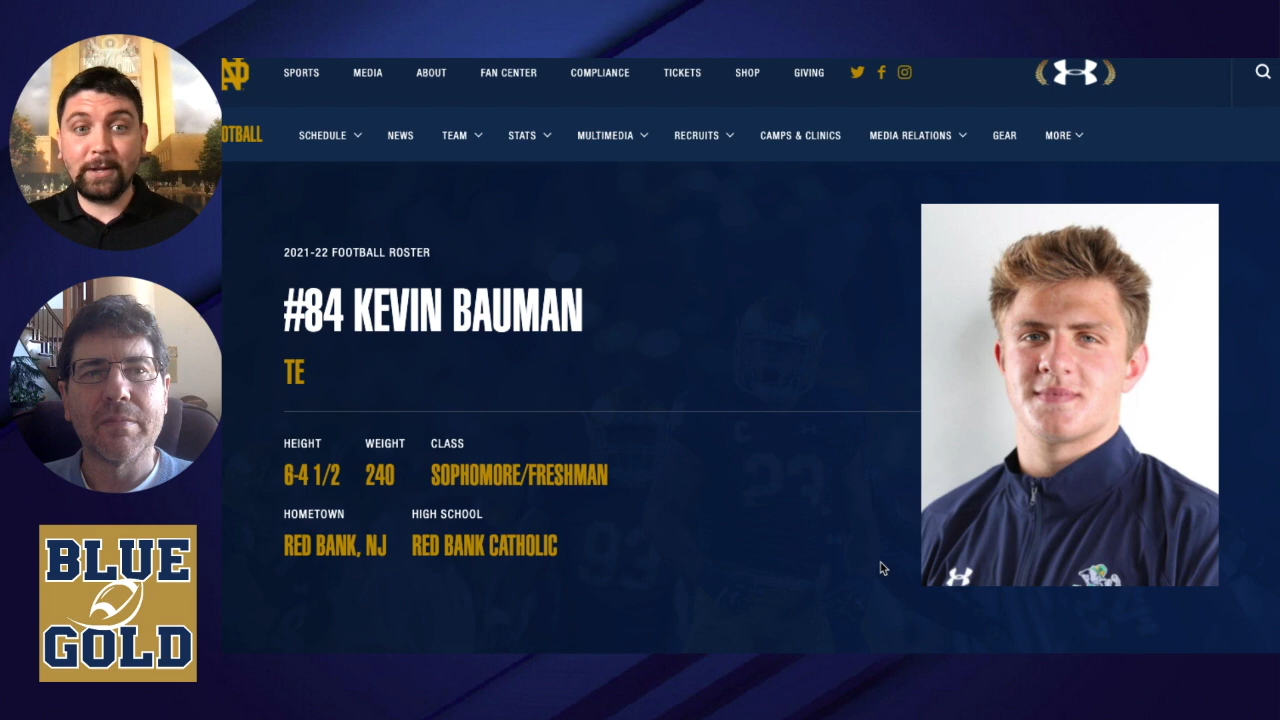 ND
SPORTS MEDIA ABOUT FAN CENTER COMPLIANCE TICKETS SHOP GIVING
OTBALL SCHEDULE NEWS TEAM STATS MULTIMEDIA RECRUITS CAMPS & CLINICS MEDIA RELATIONS GEAR MORE
2021-22 FOOTBALL ROSTER
#84 KEVIN BAUMAN
TE
HEIGHT WEIGHT CLASS
6-4 1/2 240 SOPHOMORE/FRESHMAN
HOMETOWN HIGH SCHOOL
RED BANK, NJ RED BANK CATHOLIC
BLUE
GOLD